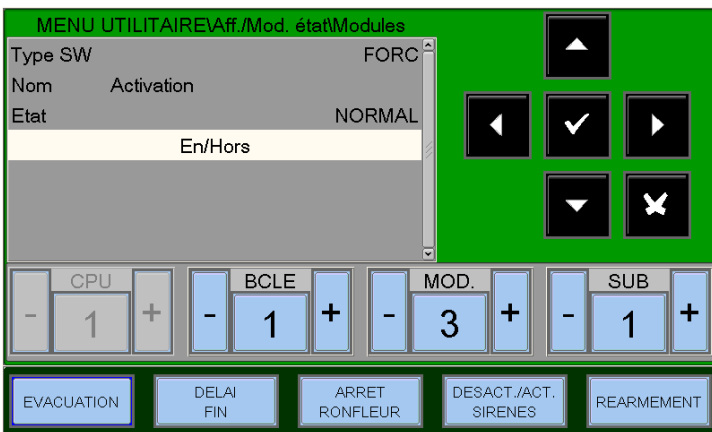 MENU UTILITAIRE\Aff./Mod. état\Modules
Type SW FORC
Nom Activation
Etat NORMAL
En/Hors
CPU BCLE MOD. SUB
- 1 + - 1 + - 3 + - 1 +
EVACUATION DELAI FIN ARRET RONFLEUR DESACT./ACT. SIRENES REARMEMENT